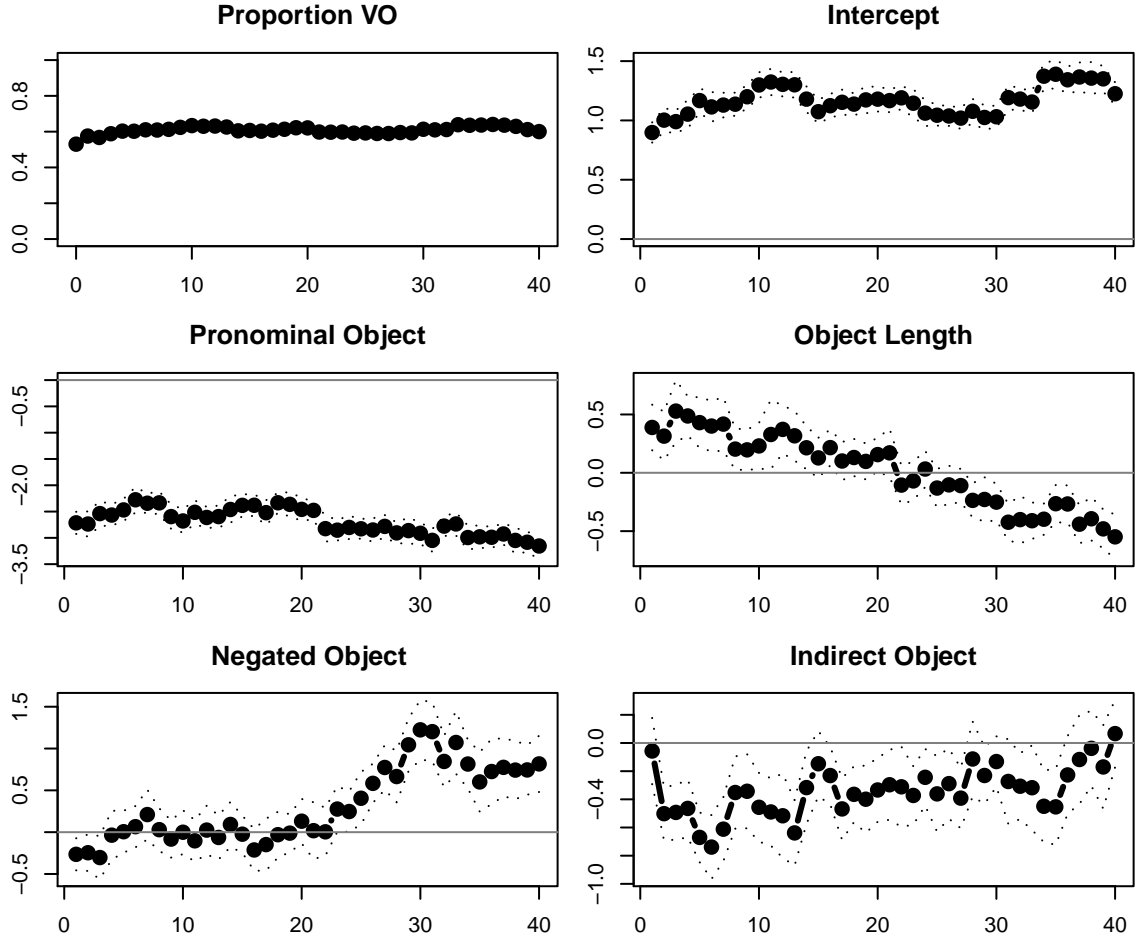 Proportion VO
0.0 0.4 0.8
0 10 20 30 40
Intercept
0.0 0.5 1.0 1.5
0 10 20 30 40
Pronominal Object
−3.5 −2.0 −0.5
0 10 20 30 40
Object Length
−0.5 0.0 0.5
0 10 20 30 40
Negated Object
−0.5 0.5 1.5
0 10 20 30 40
Indirect Object
−1.0 −0.4 0.0
0 10 20 30 40